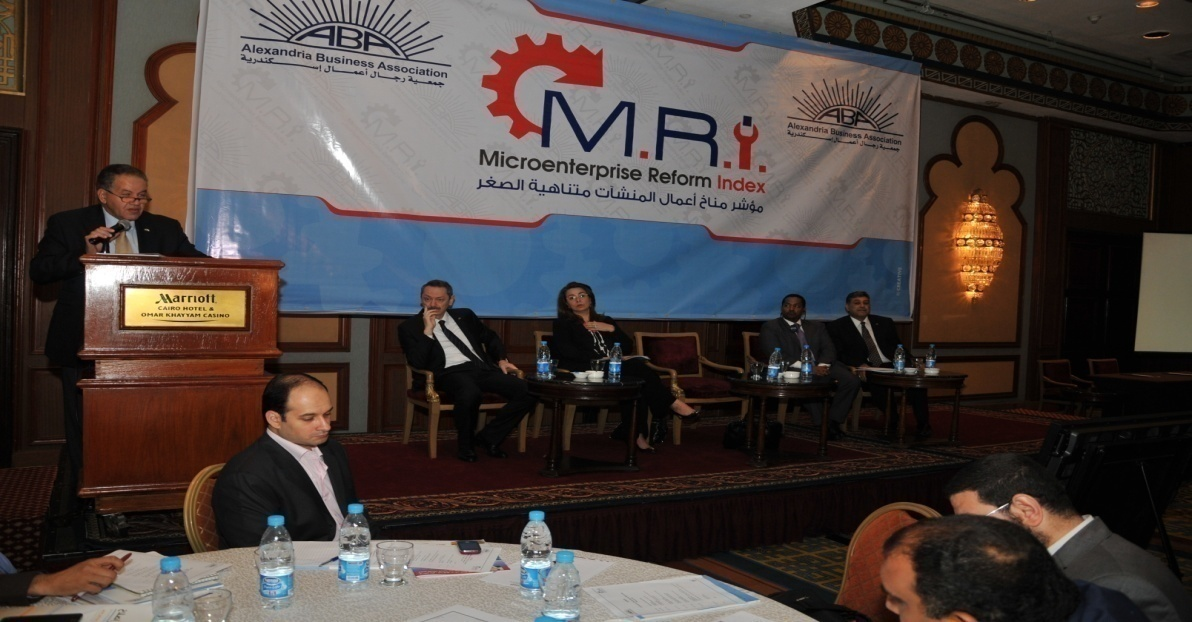 ABA
Alexandria Business Association
جمعية رجال أعمال إسكندرية
M.R.i.
Microenterprise Reform Index
مؤشر مناخ أعمال المنشآت متناهية الصغر
ABA
Alexandria Business Association
جمعية رجال أعمال إسكندرية
Marriott
CAIRO HOTEL &
OMAR KHAYYAM CASINO